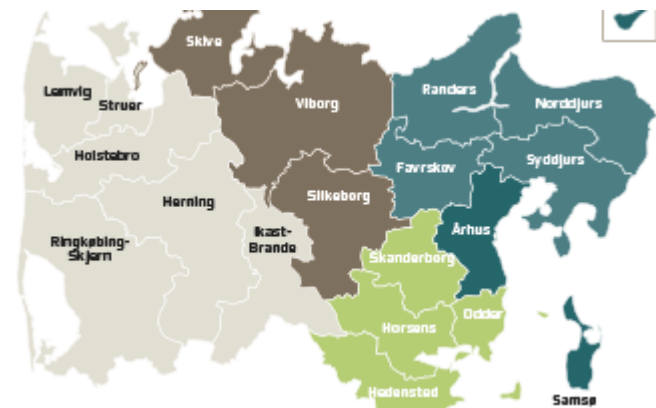 Skive
Viborg
Randers
Norddjurs
Lemvig
Struer
Holstebro
Favrskov
Syddjurs
Herning
Silkeborg
Århus
Ikast-
Brande
Ringkøbing-
Skjern
Skanderborg
Horsens
Odder
Hedensted
Samsø